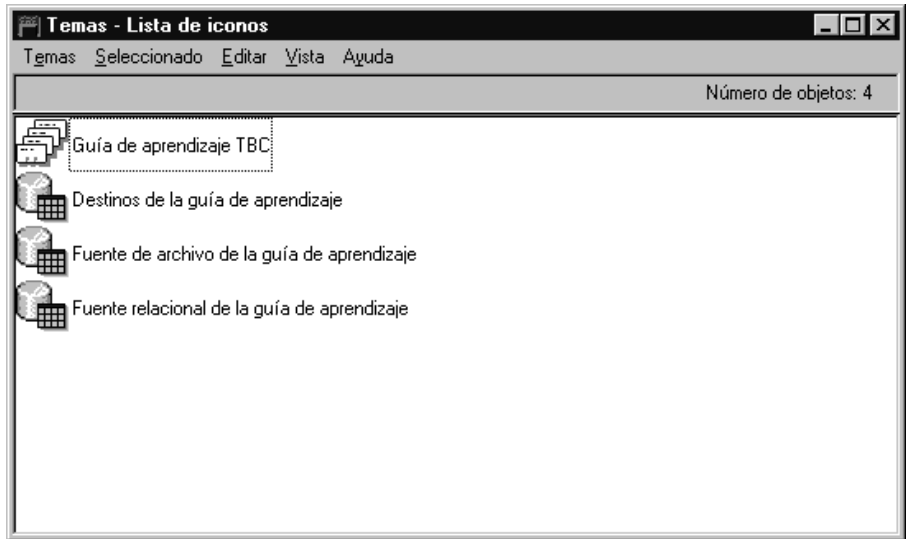 Temas - Lista de iconos
Temas Seleccionado Editar Vista Ayuda
Número de objetos: 4
Guía de aprendizaje TBC
Destinos de la guía de aprendizaje
Fuente de archivo de la guía de aprendizaje
Fuente relacional de la guía de aprendizaje